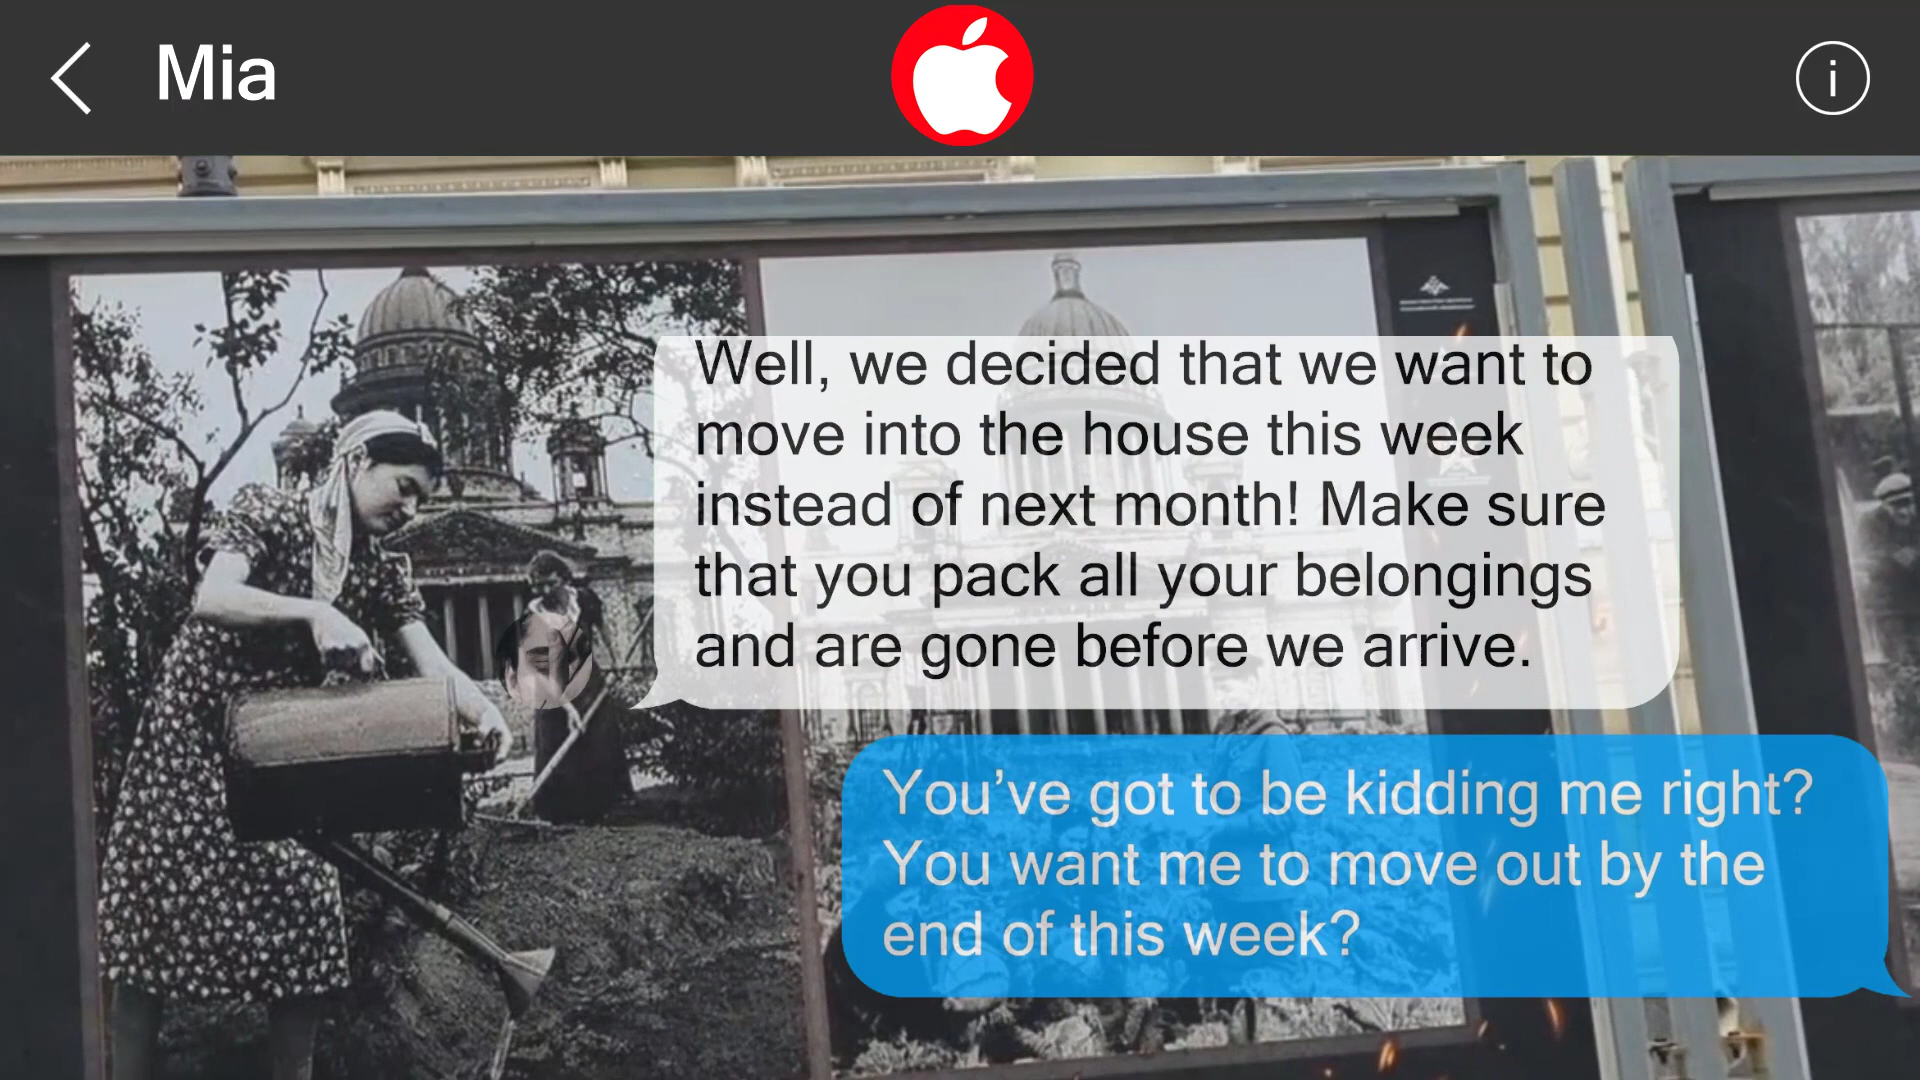 Mia
i
Well, we decided that we want to
move into the house this week
instead of next month! Make sure
that you pack all your belongings
and are gone before we arrive.
You’ve got to be kidding me right?
You want me to move out by the
end of this week?